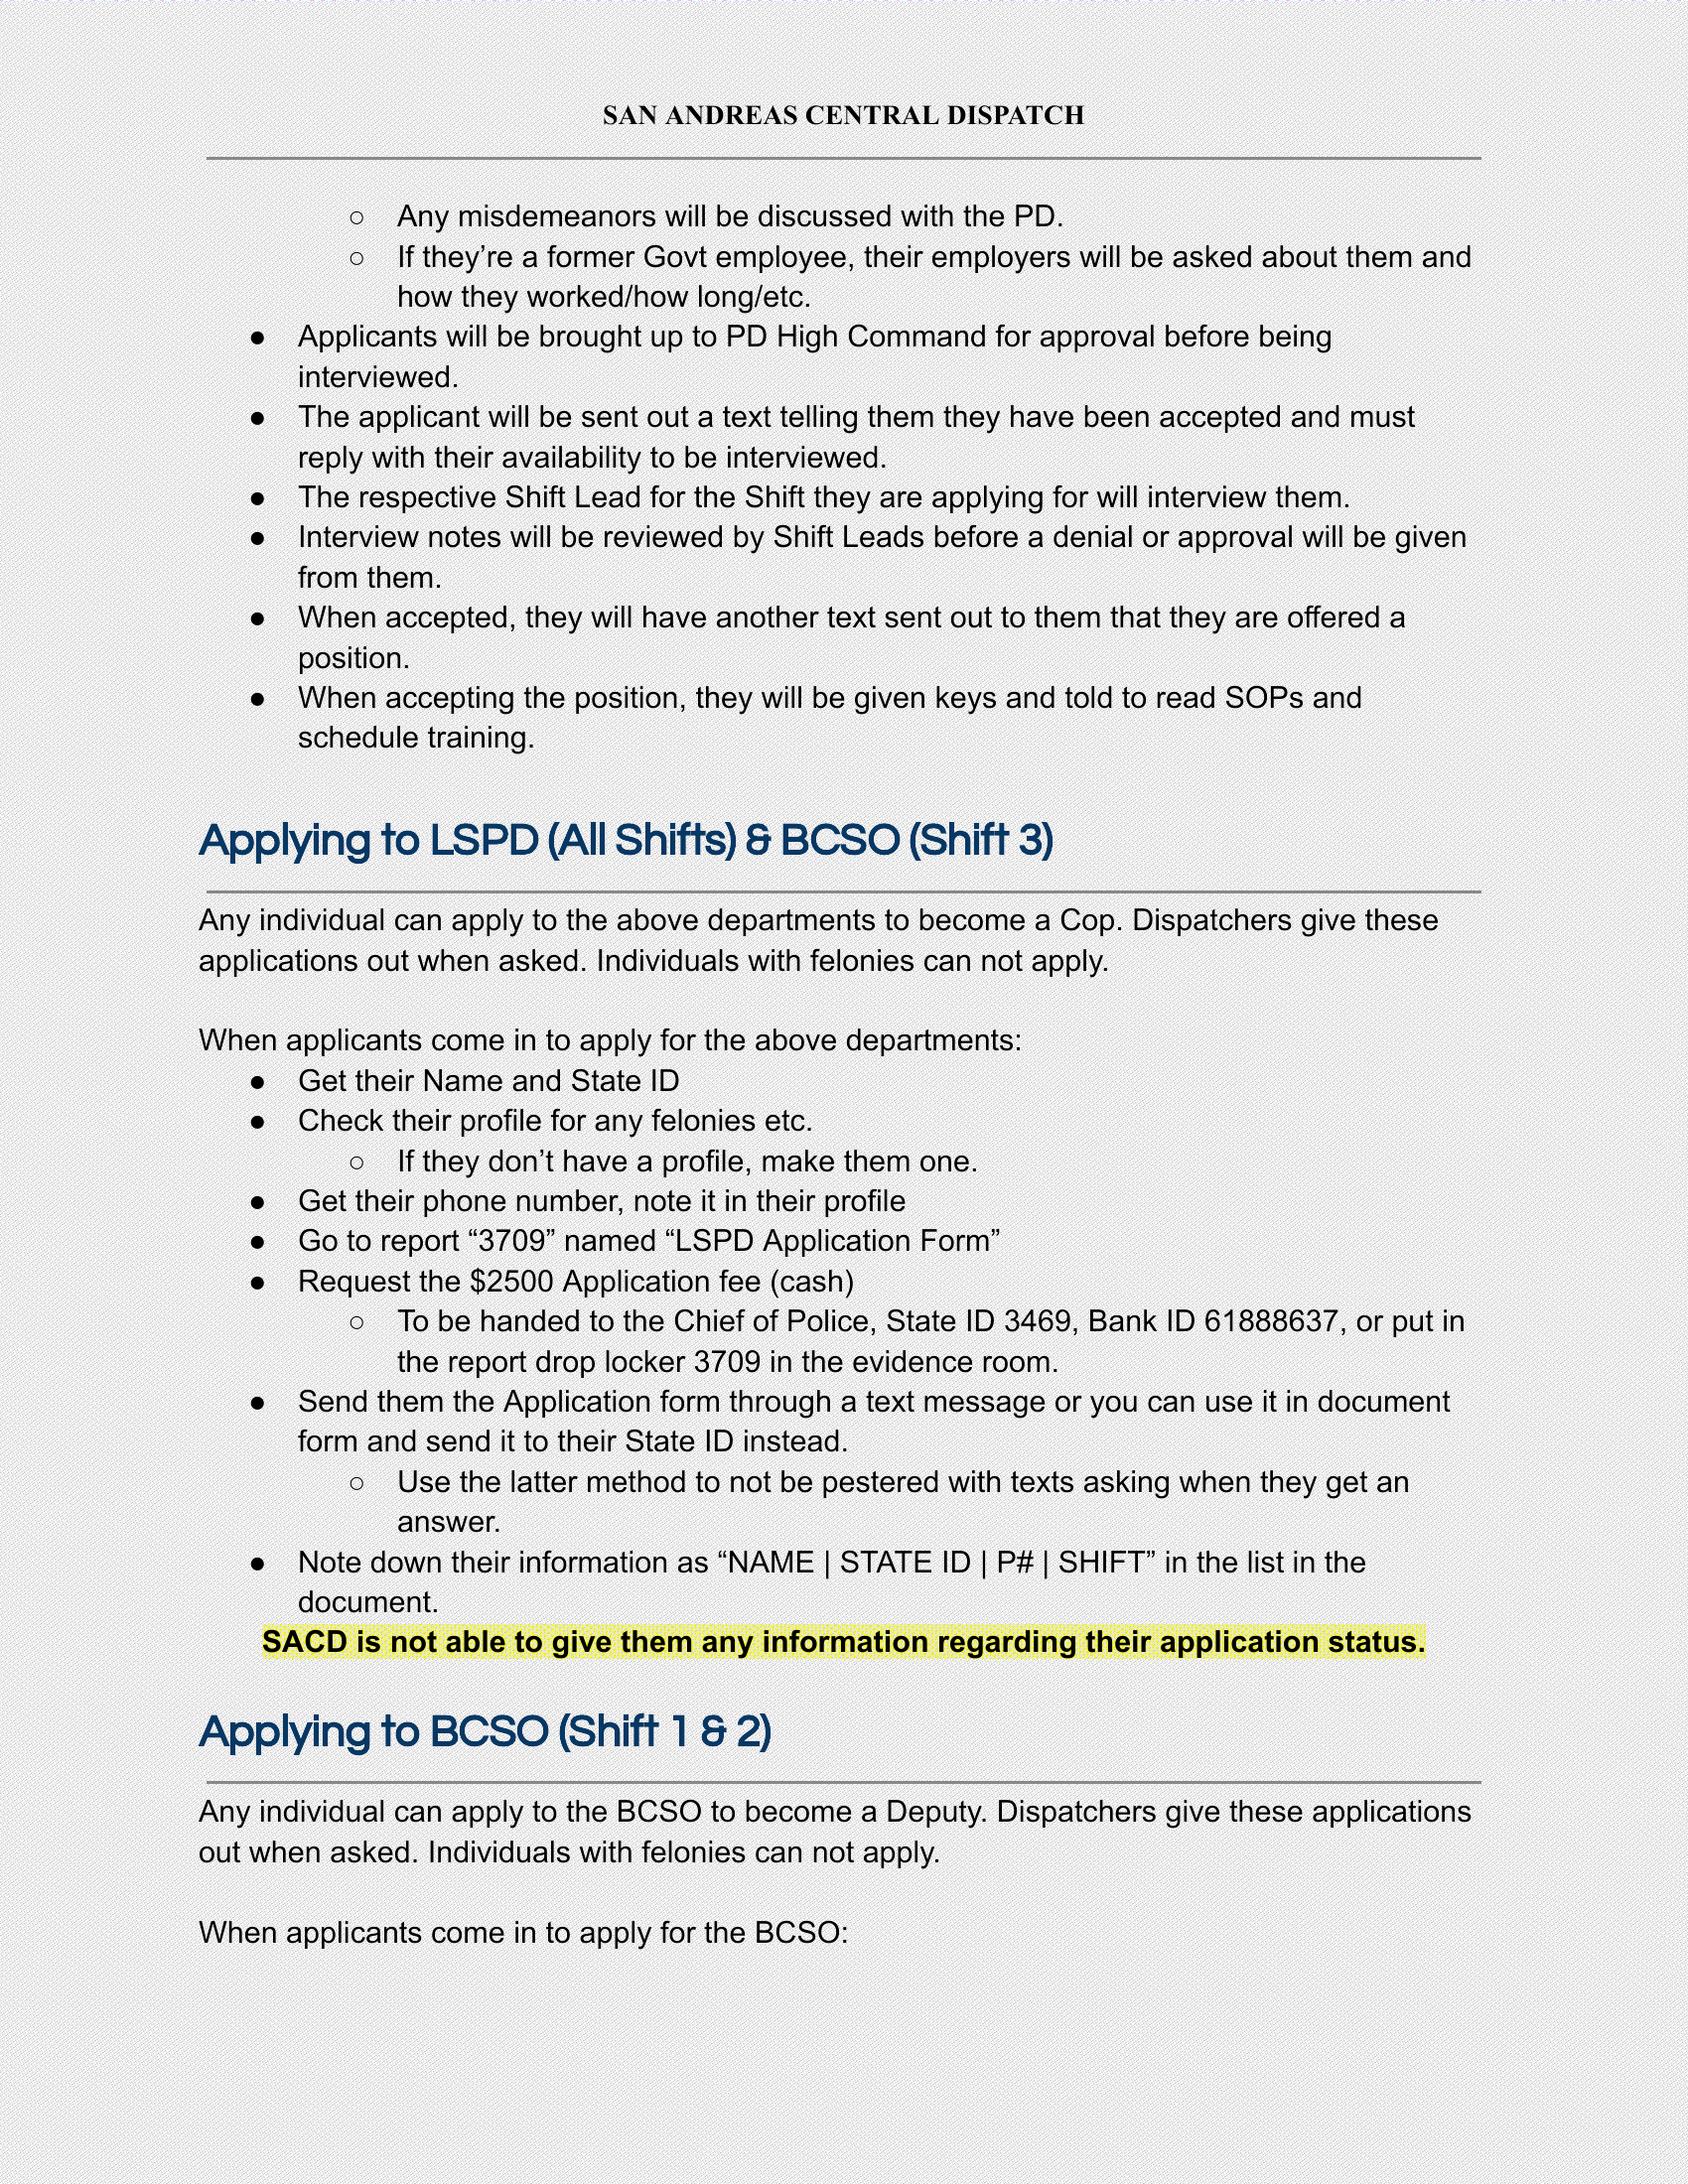 SAN ANDREAS CENTRAL DISPATCH
○ Any misdemeanors will be discussed with the PD.
○ If they’re a former Govt employee, their employers will be asked about them and
how they worked/how long/etc.
● Applicants will be brought up to PD High Command for approval before being
interviewed.
● The applicant will be sent out a text telling them they have been accepted and must
reply with their availability to be interviewed.
● The respective Shift Lead for the Shift they are applying for will interview them.
● Interview notes will be reviewed by Shift Leads before a denial or approval will be given
from them.
● When accepted, they will have another text sent out to them that they are offered a
position.
● When accepting the position, they will be given keys and told to read SOPs and
schedule training.
Applying to LSPD (All Shifts) & BCSO (Shift 3)
Any individual can apply to the above departments to become a Cop. Dispatchers give these
applications out when asked. Individuals with felonies can not apply.
When applicants come in to apply for the above departments:
● Get their Name and State ID
● Check their profile for any felonies etc.
○ If they don’t have a profile, make them one.
● Get their phone number, note it in their profile
● Go to report “3709” named “LSPD Application Form”
● Request the $2500 Application fee (cash)
○ To be handed to the Chief of Police, State ID 3469, Bank ID 61888637, or put in
the report drop locker 3709 in the evidence room.
● Send them the Application form through a text message or you can use it in document
form and send it to their State ID instead.
○ Use the latter method to not be pestered with texts asking when they get an
answer.
● Note down their information as “NAME | STATE ID | P# | SHIFT” in the list in the
document.
SACD is not able to give them any information regarding their application status.
Applying to BCSO (Shift 1 & 2)
Any individual can apply to the BCSO to become a Deputy. Dispatchers give these applications
out when asked. Individuals with felonies can not apply.
When applicants come in to apply for the BCSO: